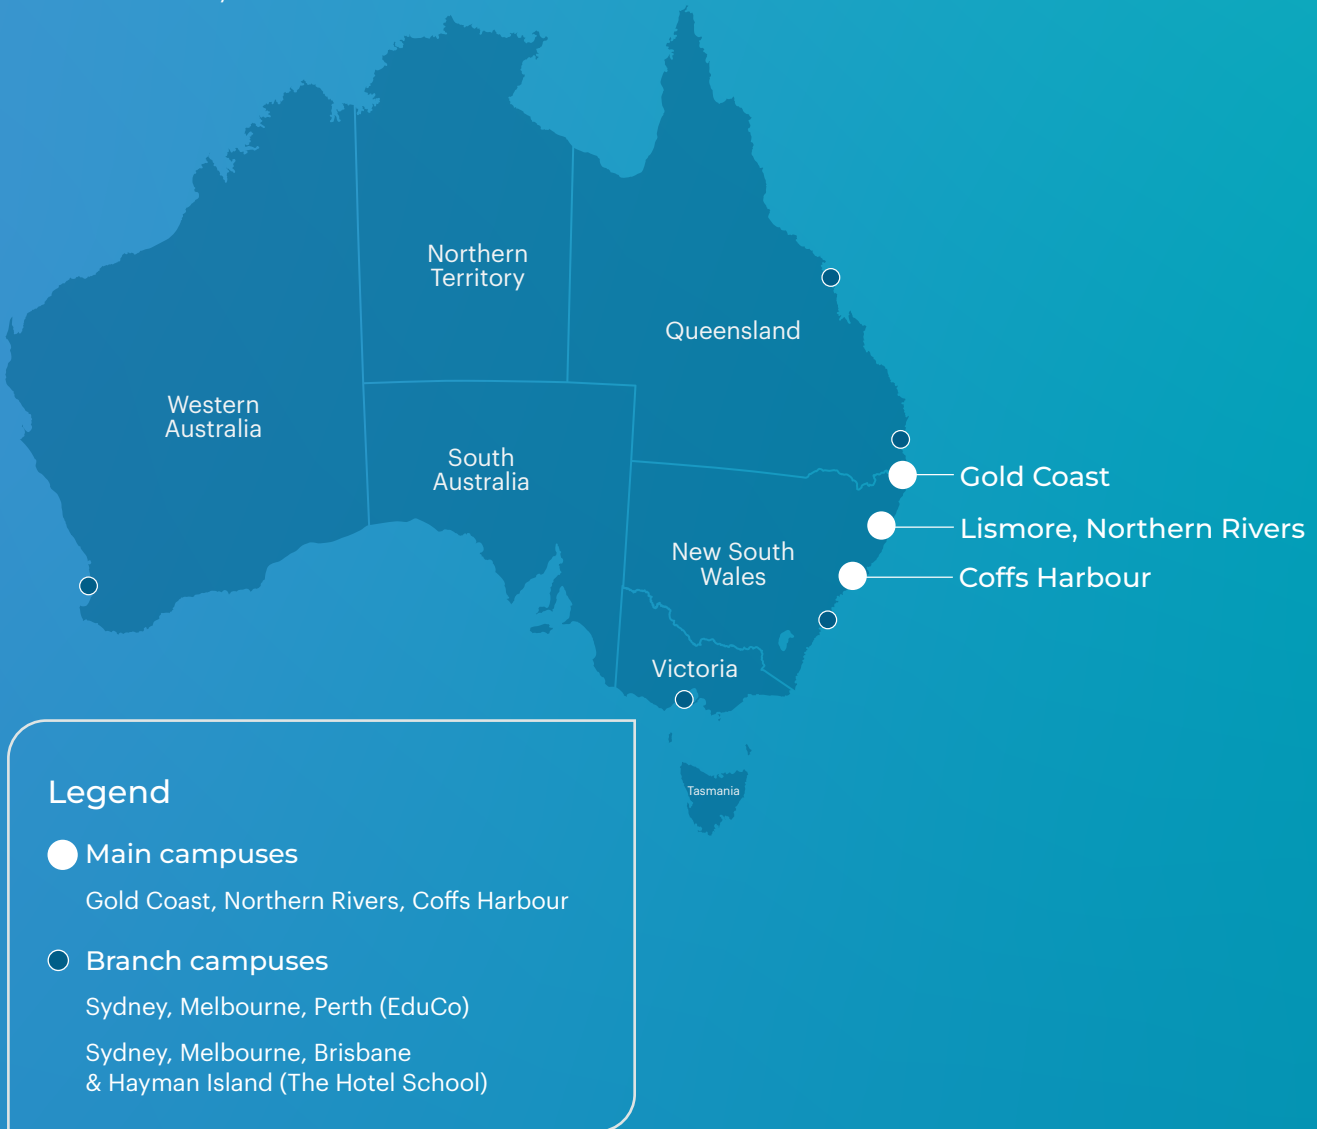 Northern
Territory
Queensland
Western
Australia
South
Australia
Gold Coast
Lismore, Northern Rivers
New South
Wales
Coffs Harbour
Victoria
Tasmania
Legend
Main campuses
Gold Coast, Northern Rivers, Coffs Harbour
Branch campuses
Sydney, Melbourne, Perth (EduCo)
Sydney, Melbourne, Brisbane
& Hayman Island (The Hotel School)